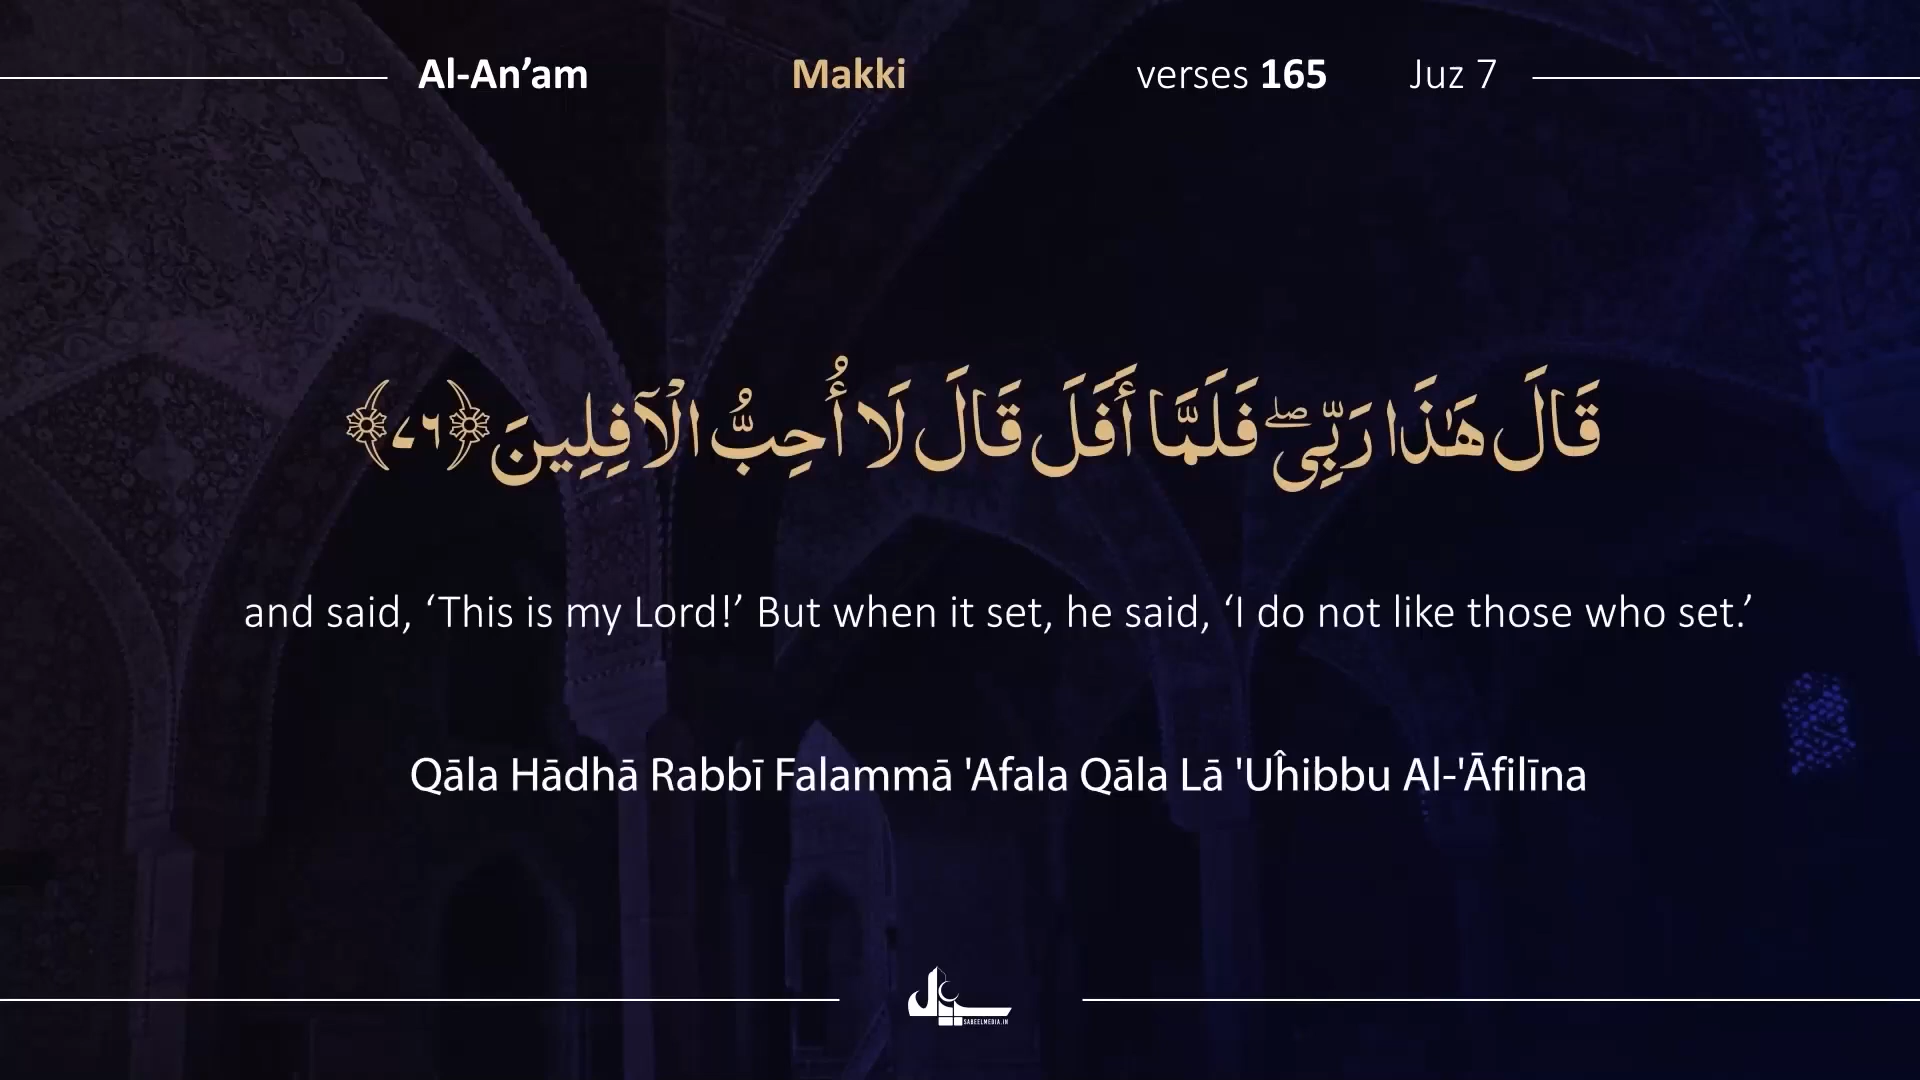 Al-An’am Makki verses 165 Juz 7
قَالَ هَٰذَا رَبِّي ۖ فَلَمَّا أَفَلَ قَالَ لَا أُحِبُّ الْآفِلِينَ ﴿٧٦﴾
and said, ‘This is my Lord!’ But when it set, he said, ‘I do not like those who set.’
Qāla Hādhā Rabbī Falammā 'Afala Qāla Lā 'Uĥibbu Al-'Āfilīna
SABEELMEDIA.IN